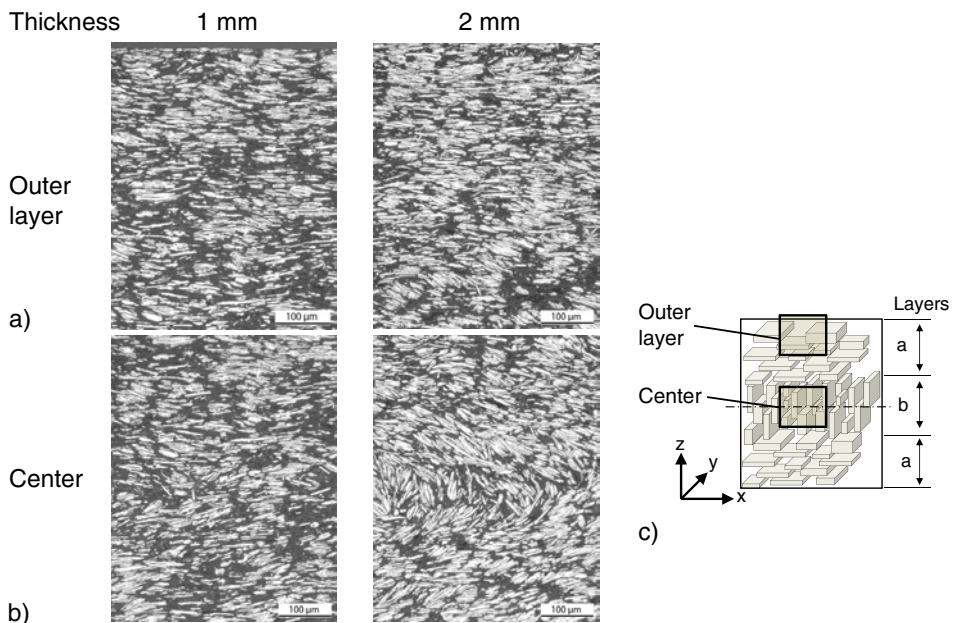 Thickness 1 mm 2 mm
Outer
layer
100 µm 100 µm
a)
Center
100 µm 100 µm
b)
Layers
Outer
layer
a
Center
b
a
z
y
x
c)